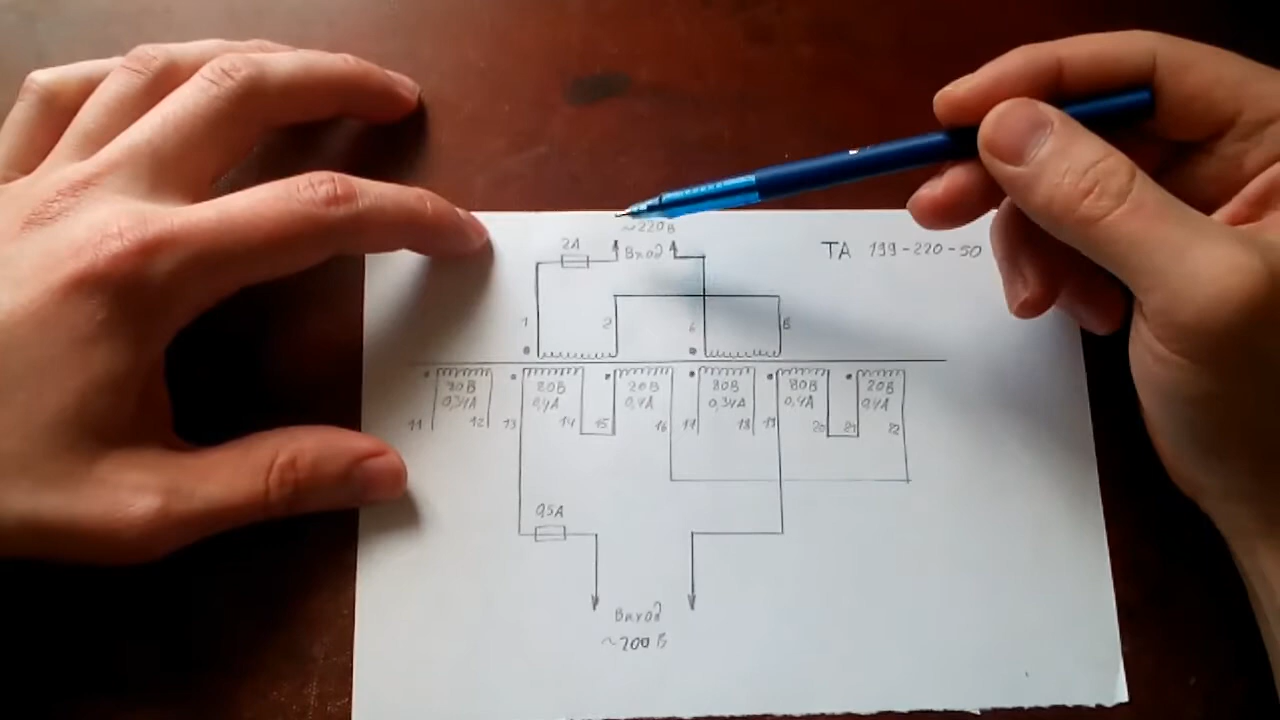 ~220В
Вход
2А
ТА 199-220-50
1 2 6 8
80В 80В 20В 80В 80В 20В
0,34А 0,4А 0,4А 0,34А 0,4А 0,4А
11 12 13 14 15 16 17 18 19 20 21 22
0,5А
Выход
~200В